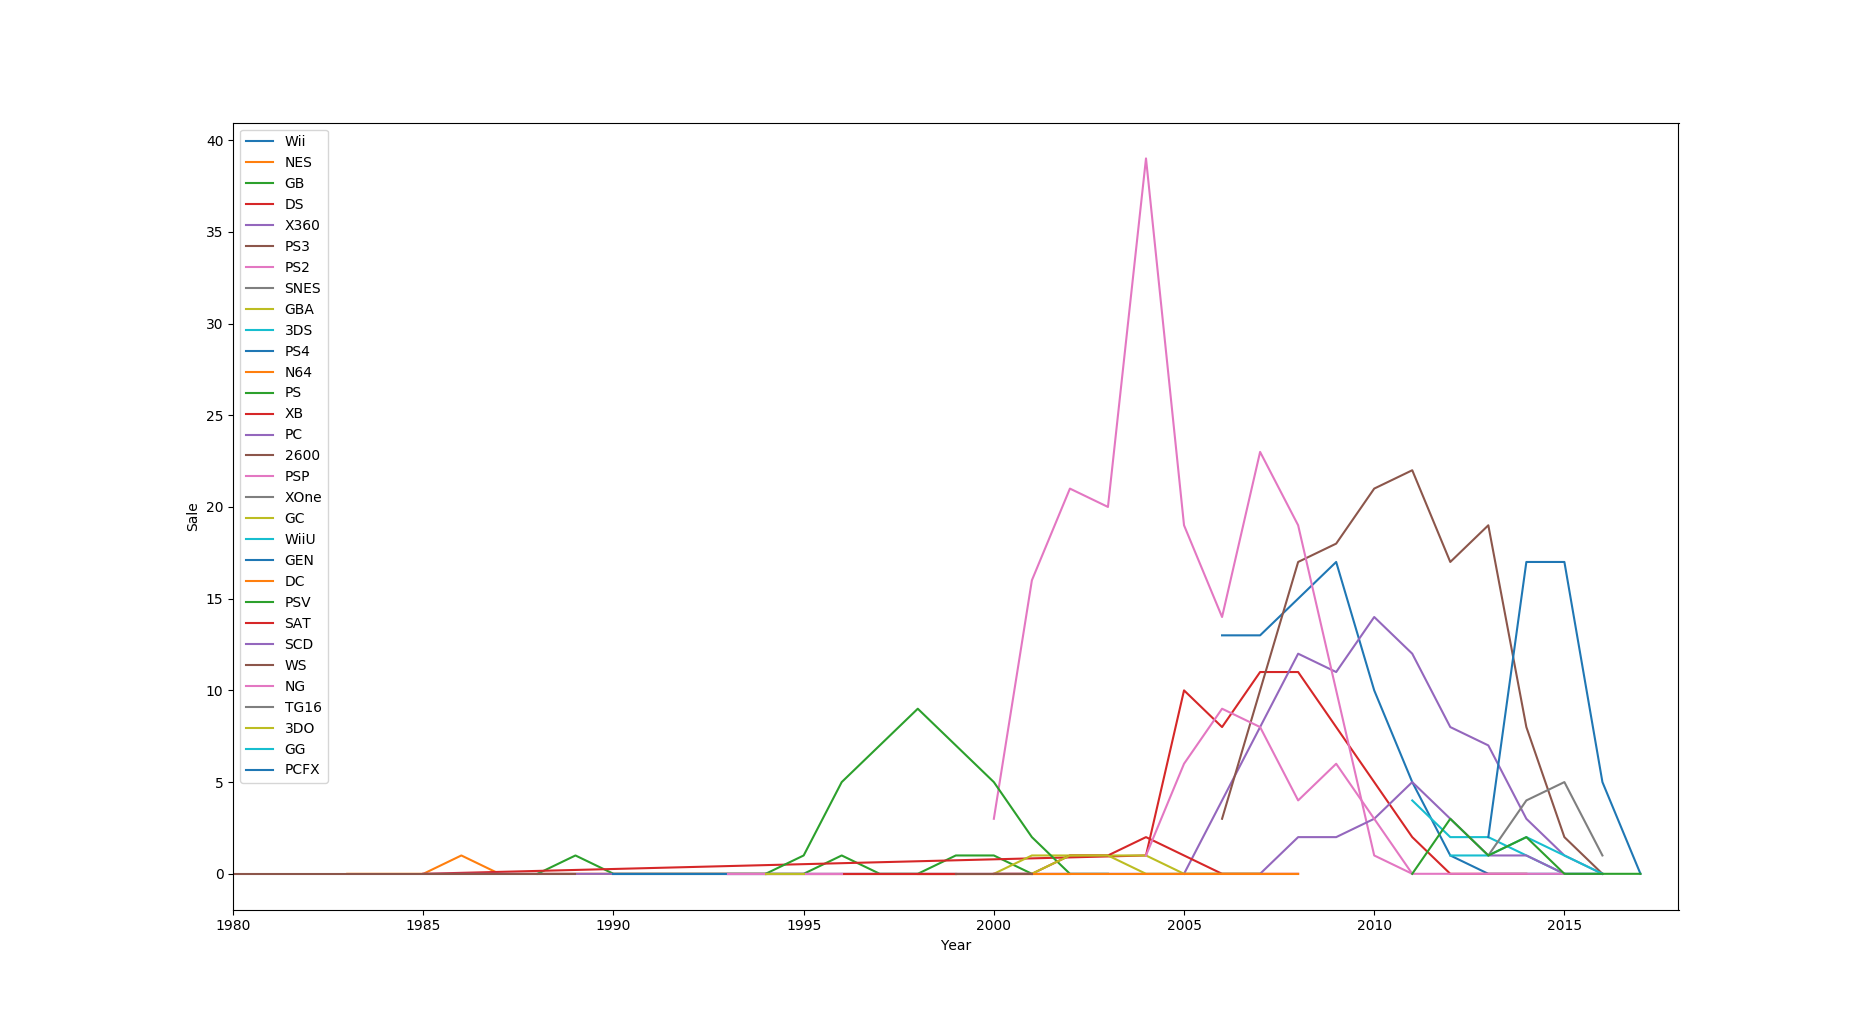 40
35
30
25
20
15
10
5
0
Sale
Wii
NES
GB
DS
X360
PS3
PS2
SNES
GBA
3DS
PS4
N64
PS
XB
PC
2600
PSP
XOne
GC
WiiU
GEN
DC
PSV
SAT
SCD
WS
NG
TG16
3DO
GG
PCFX
1980 1985 1990 1995 2000 2005 2010 2015
Year